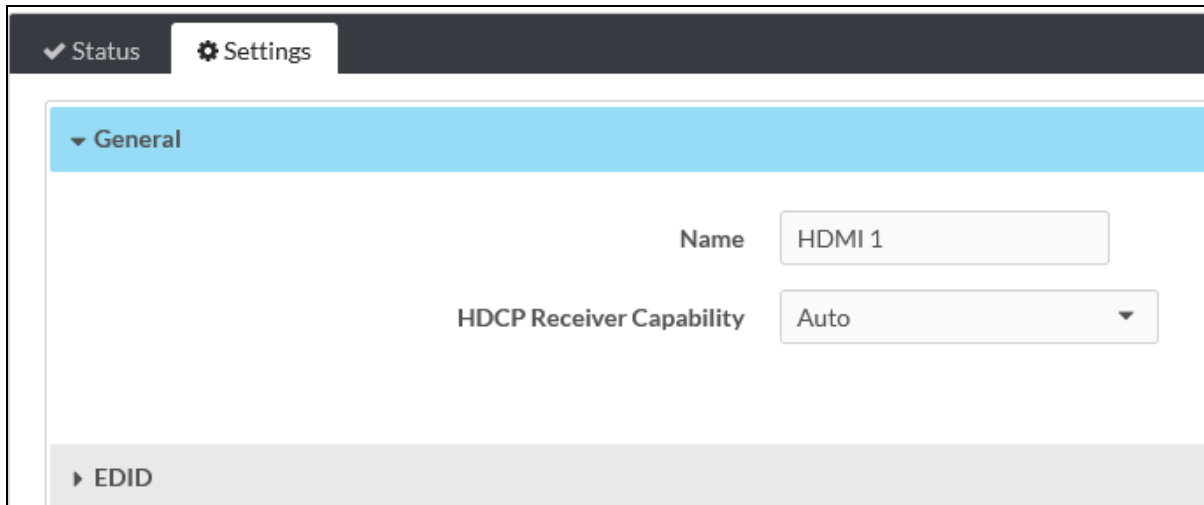 Status Settings
General
Name HDMI 1
HDCP Receiver Capability Auto
EDID